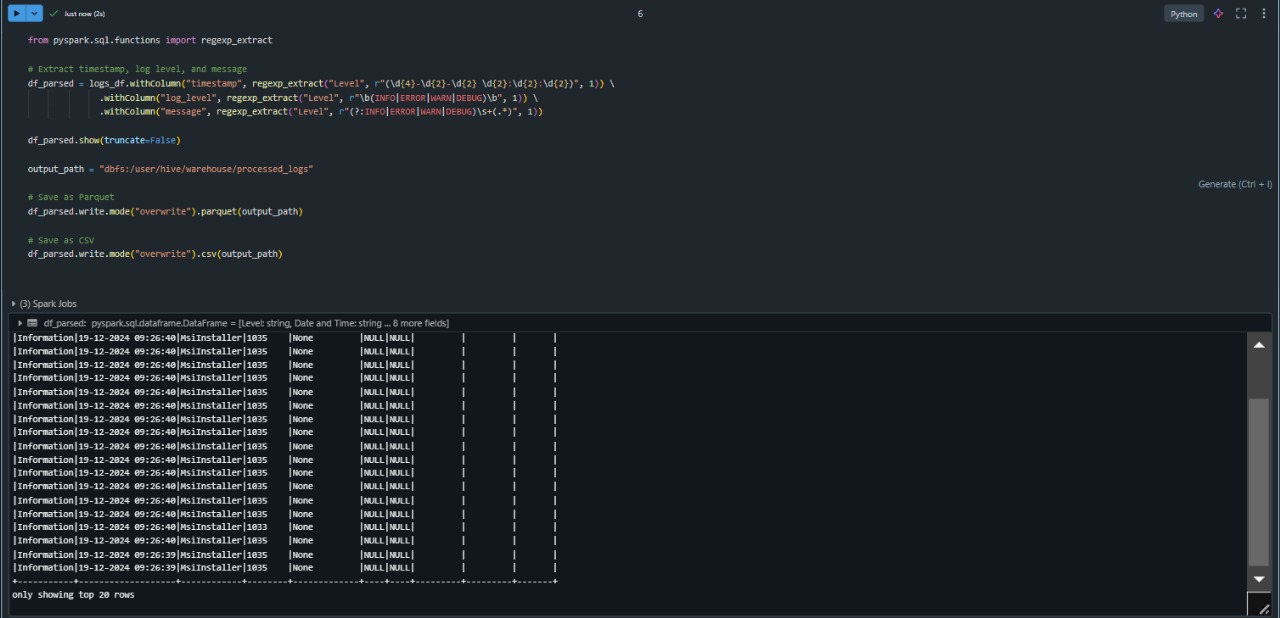 Just now (2s)
6
Python
from pyspark.sql.functions import regexp_extract
# Extract timestamp, log level, and message
df_parsed = logs_df.withColumn("timestamp", regexp_extract("Level", r"(\d{4}-\d{2}-\d{2} \d{2}:\d{2}:\d{2})", 1)) \
.withColumn("log_level", regexp_extract("Level", r"\b(INFO|ERROR|WARN|DEBUG)\b", 1)) \
.withColumn("message", regexp_extract("Level", r"(?:INFO|ERROR|WARN|DEBUG)\s+(.*)", 1))
df_parsed.show(truncate=False)
output_path = "dbfs:/user/hive/warehouse/processed_logs"
Generate (Ctrl + I)
# Save as Parquet
df_parsed.write.mode("overwrite").parquet(output_path)
# Save as CSV
df_parsed.write.mode("overwrite").csv(output_path)
(3) Spark Jobs
df_parsed: pyspark.sql.dataframe.DataFrame = [Level: string, Date and Time: string ... 8 more fields]
|Information|19-12-2024 09:26:40|MsiInstaller|1035    |None          |NULL|NULL|         |         |       |
|Information|19-12-2024 09:26:40|MsiInstaller|1035    |None          |NULL|NULL|         |         |       |
|Information|19-12-2024 09:26:40|MsiInstaller|1035    |None          |NULL|NULL|         |         |       |
|Information|19-12-2024 09:26:40|MsiInstaller|1035    |None          |NULL|NULL|         |         |       |
|Information|19-12-2024 09:26:40|MsiInstaller|1035    |None          |NULL|NULL|         |         |       |
|Information|19-12-2024 09:26:40|MsiInstaller|1035    |None          |NULL|NULL|         |         |       |
|Information|19-12-2024 09:26:40|MsiInstaller|1035    |None          |NULL|NULL|         |         |       |
|Information|19-12-2024 09:26:40|MsiInstaller|1035    |None          |NULL|NULL|         |         |       |
|Information|19-12-2024 09:26:40|MsiInstaller|1035    |None          |NULL|NULL|         |         |       |
|Information|19-12-2024 09:26:40|MsiInstaller|1035    |None          |NULL|NULL|         |         |       |
|Information|19-12-2024 09:26:40|MsiInstaller|1035    |None          |NULL|NULL|         |         |       |
|Information|19-12-2024 09:26:40|MsiInstaller|1035    |None          |NULL|NULL|         |         |       |
|Information|19-12-2024 09:26:40|MsiInstaller|1035    |None          |NULL|NULL|         |         |       |
|Information|19-12-2024 09:26:40|MsiInstaller|1035    |None          |NULL|NULL|         |         |       |
|Information|19-12-2024 09:26:40|MsiInstaller|1033    |None          |NULL|NULL|         |         |       |
|Information|19-12-2024 09:26:40|MsiInstaller|1035    |None          |NULL|NULL|         |         |       |
|Information|19-12-2024 09:26:39|MsiInstaller|1035    |None          |NULL|NULL|         |         |       |
|Information|19-12-2024 09:26:39|MsiInstaller|1035    |None          |NULL|NULL|         |         |       |
+-----------+-------------------+------------+--------+--------------+----+----+---------+---------+-------+
only showing top 20 rows